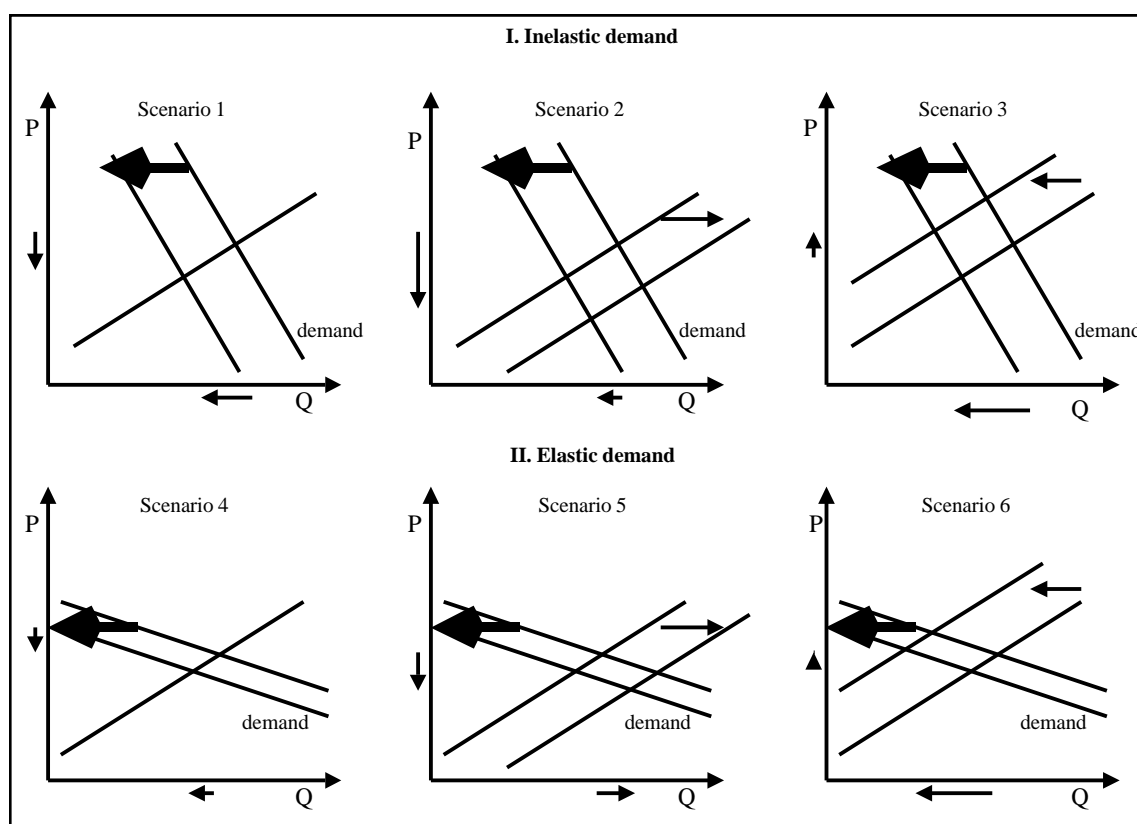 I. Inelastic demand
Scenario 1 Scenario 2 Scenario 3
P P P
demand demand demand
Q Q Q
II. Elastic demand
Scenario 4 Scenario 5 Scenario 6
P P P
demand demand demand
Q Q Q